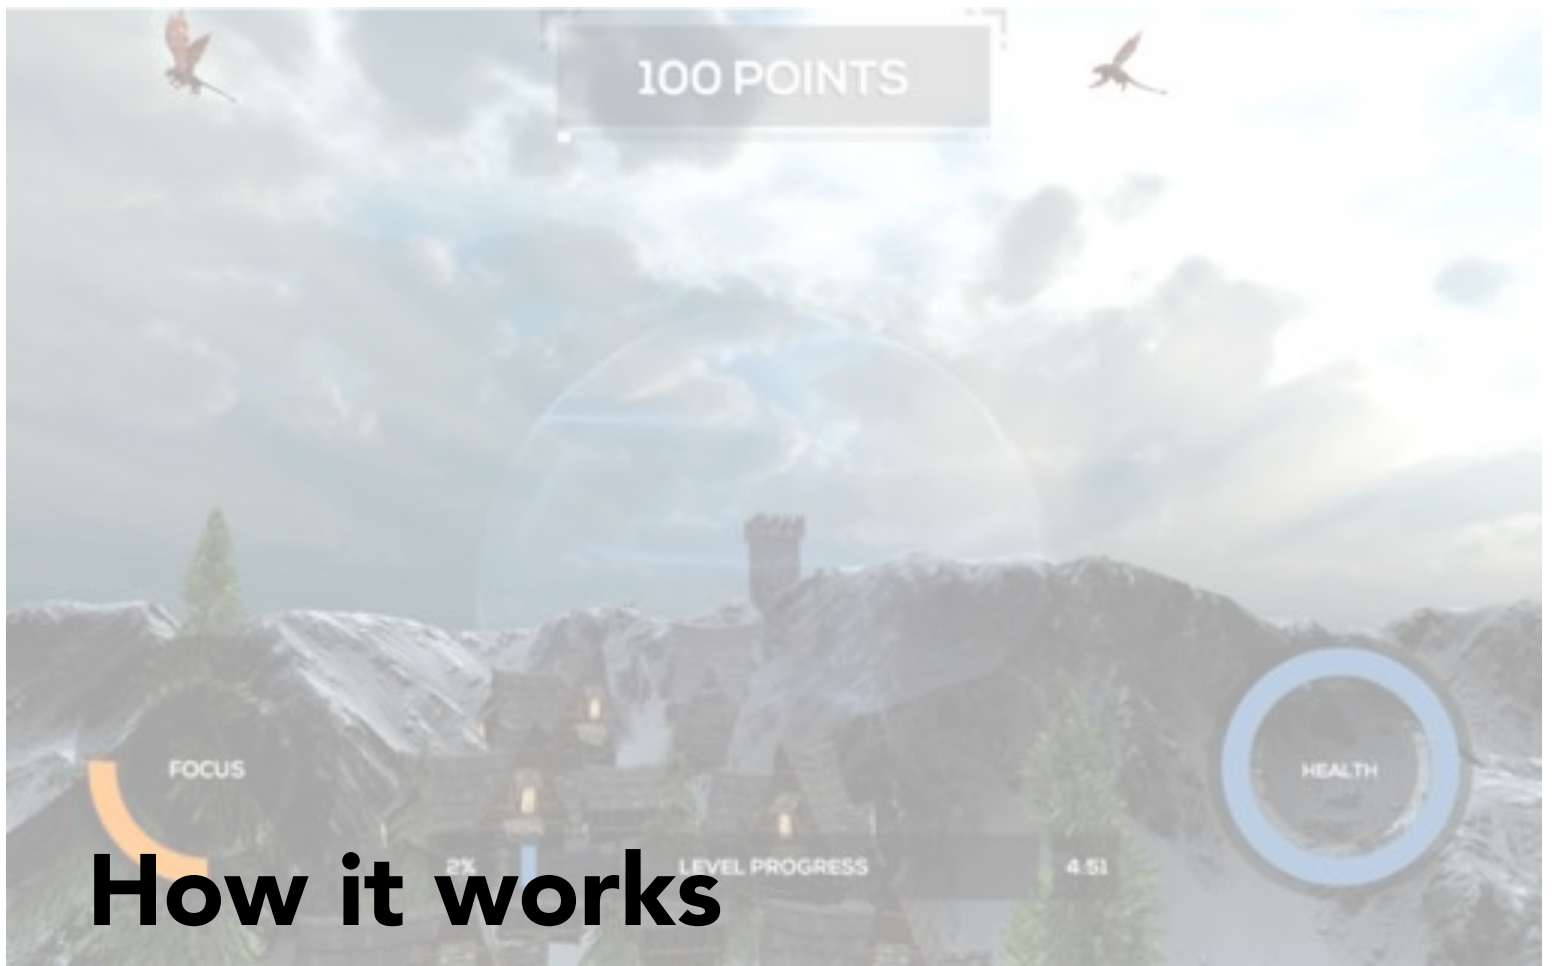 100 POINTS
FOCUS
HEALTH
2% LEVEL PROGRESS 4:51
How it works